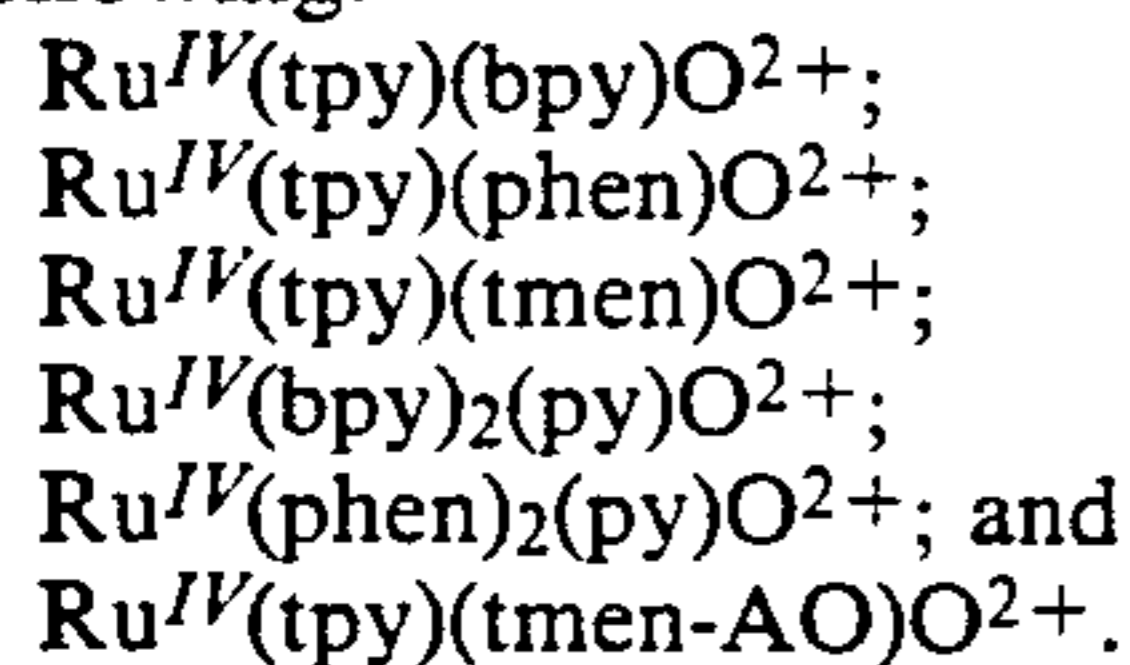 Ru^IV(tpy)(bpy)O²⁺;
Ru^IV(tpy)(phen)O²⁺;
Ru^IV(tpy)(tmen)O²⁺;
Ru^IV(bpy)₂(py)O²⁺;
Ru^IV(phen)₂(py)O²⁺; and
Ru^IV(tpy)(tmen-AO)O²⁺.